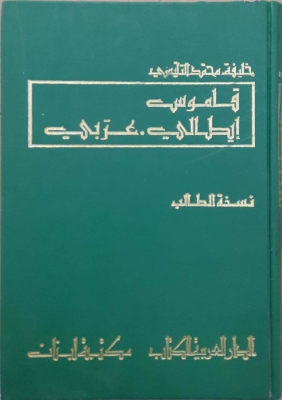 خليفة محمد التليسي
قاموس
إيطالي.عربي
نسخة الطالب
الدار العربية للكتاب مكتبة لبنان